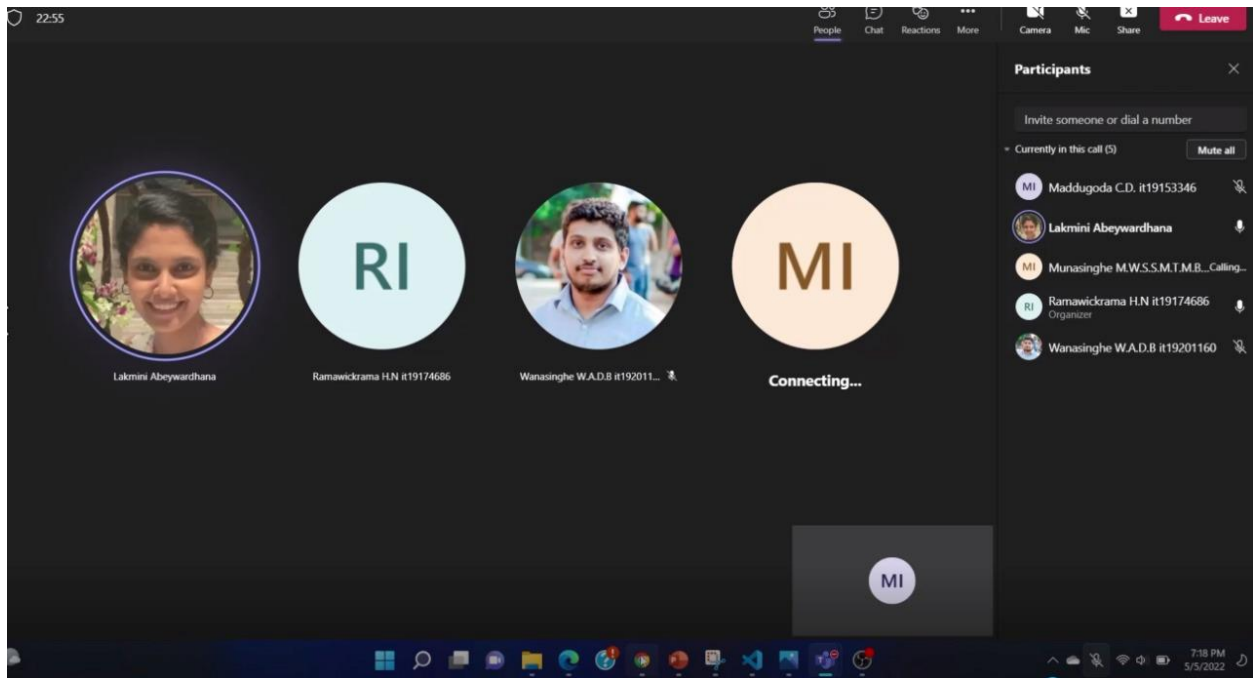 22:55
People Chat Reactions More Camera Mic Share Leave
Participants
Invite someone or dial a number
Currently in this call (5) Mute all
MI Maddugoda C.D. it19153346
Lakmini Abeywardhana
MI Munasinghe M.W.S.S.M.T.M.B... Calling...
RI Ramawickrama H.N it19174686
Organizer
Wanasinghe W.A.D.B it19201160
RI
MI
Lakmini Abeywardhana
Ramawickrama H.N it19174686
Wanasinghe W.A.D.B it192011...
Connecting...
MI
7:18 PM
5/5/2022